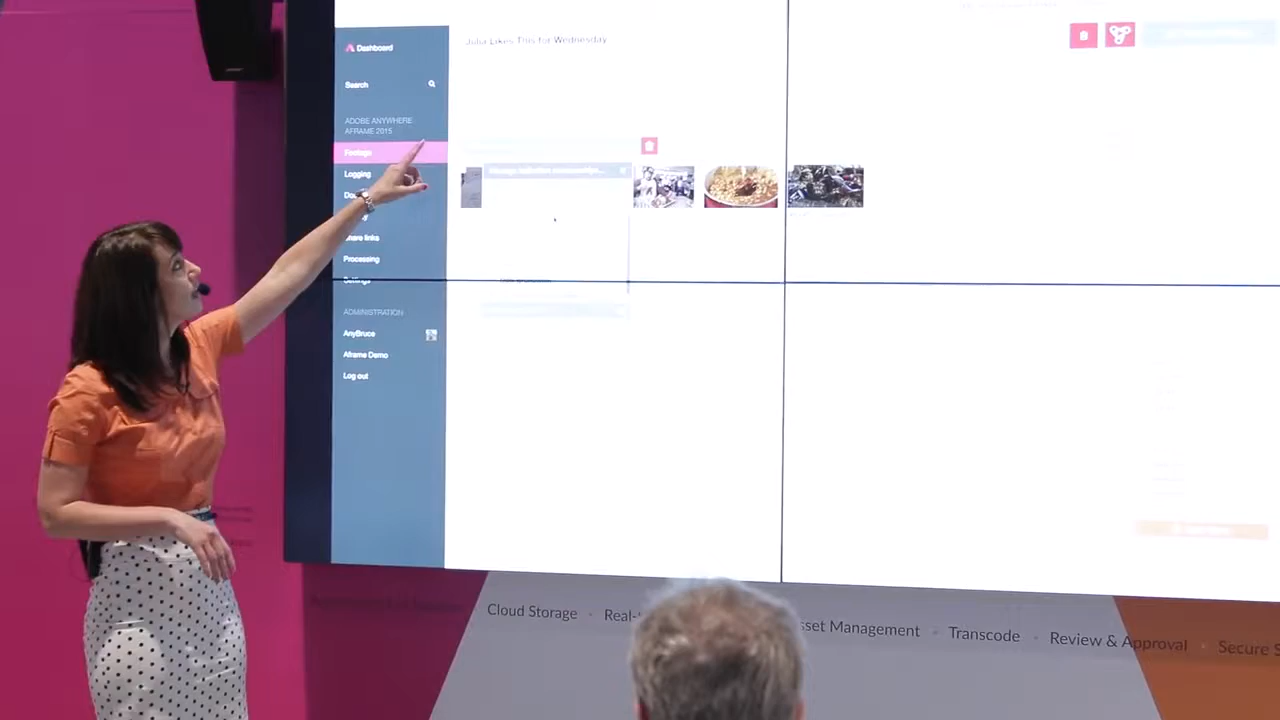 Dashboard
Julia Likes This for Wednesday
Search
ADOBE ANYWHERE
AFRAME 2015
Footage
Logging
Share links
Processing
Settings
ADMINISTRATION
AnyBruce
Aframe Demo
Log out
Cloud Storage · Real- sset Management · Transcode · Review & Approval · Secure S